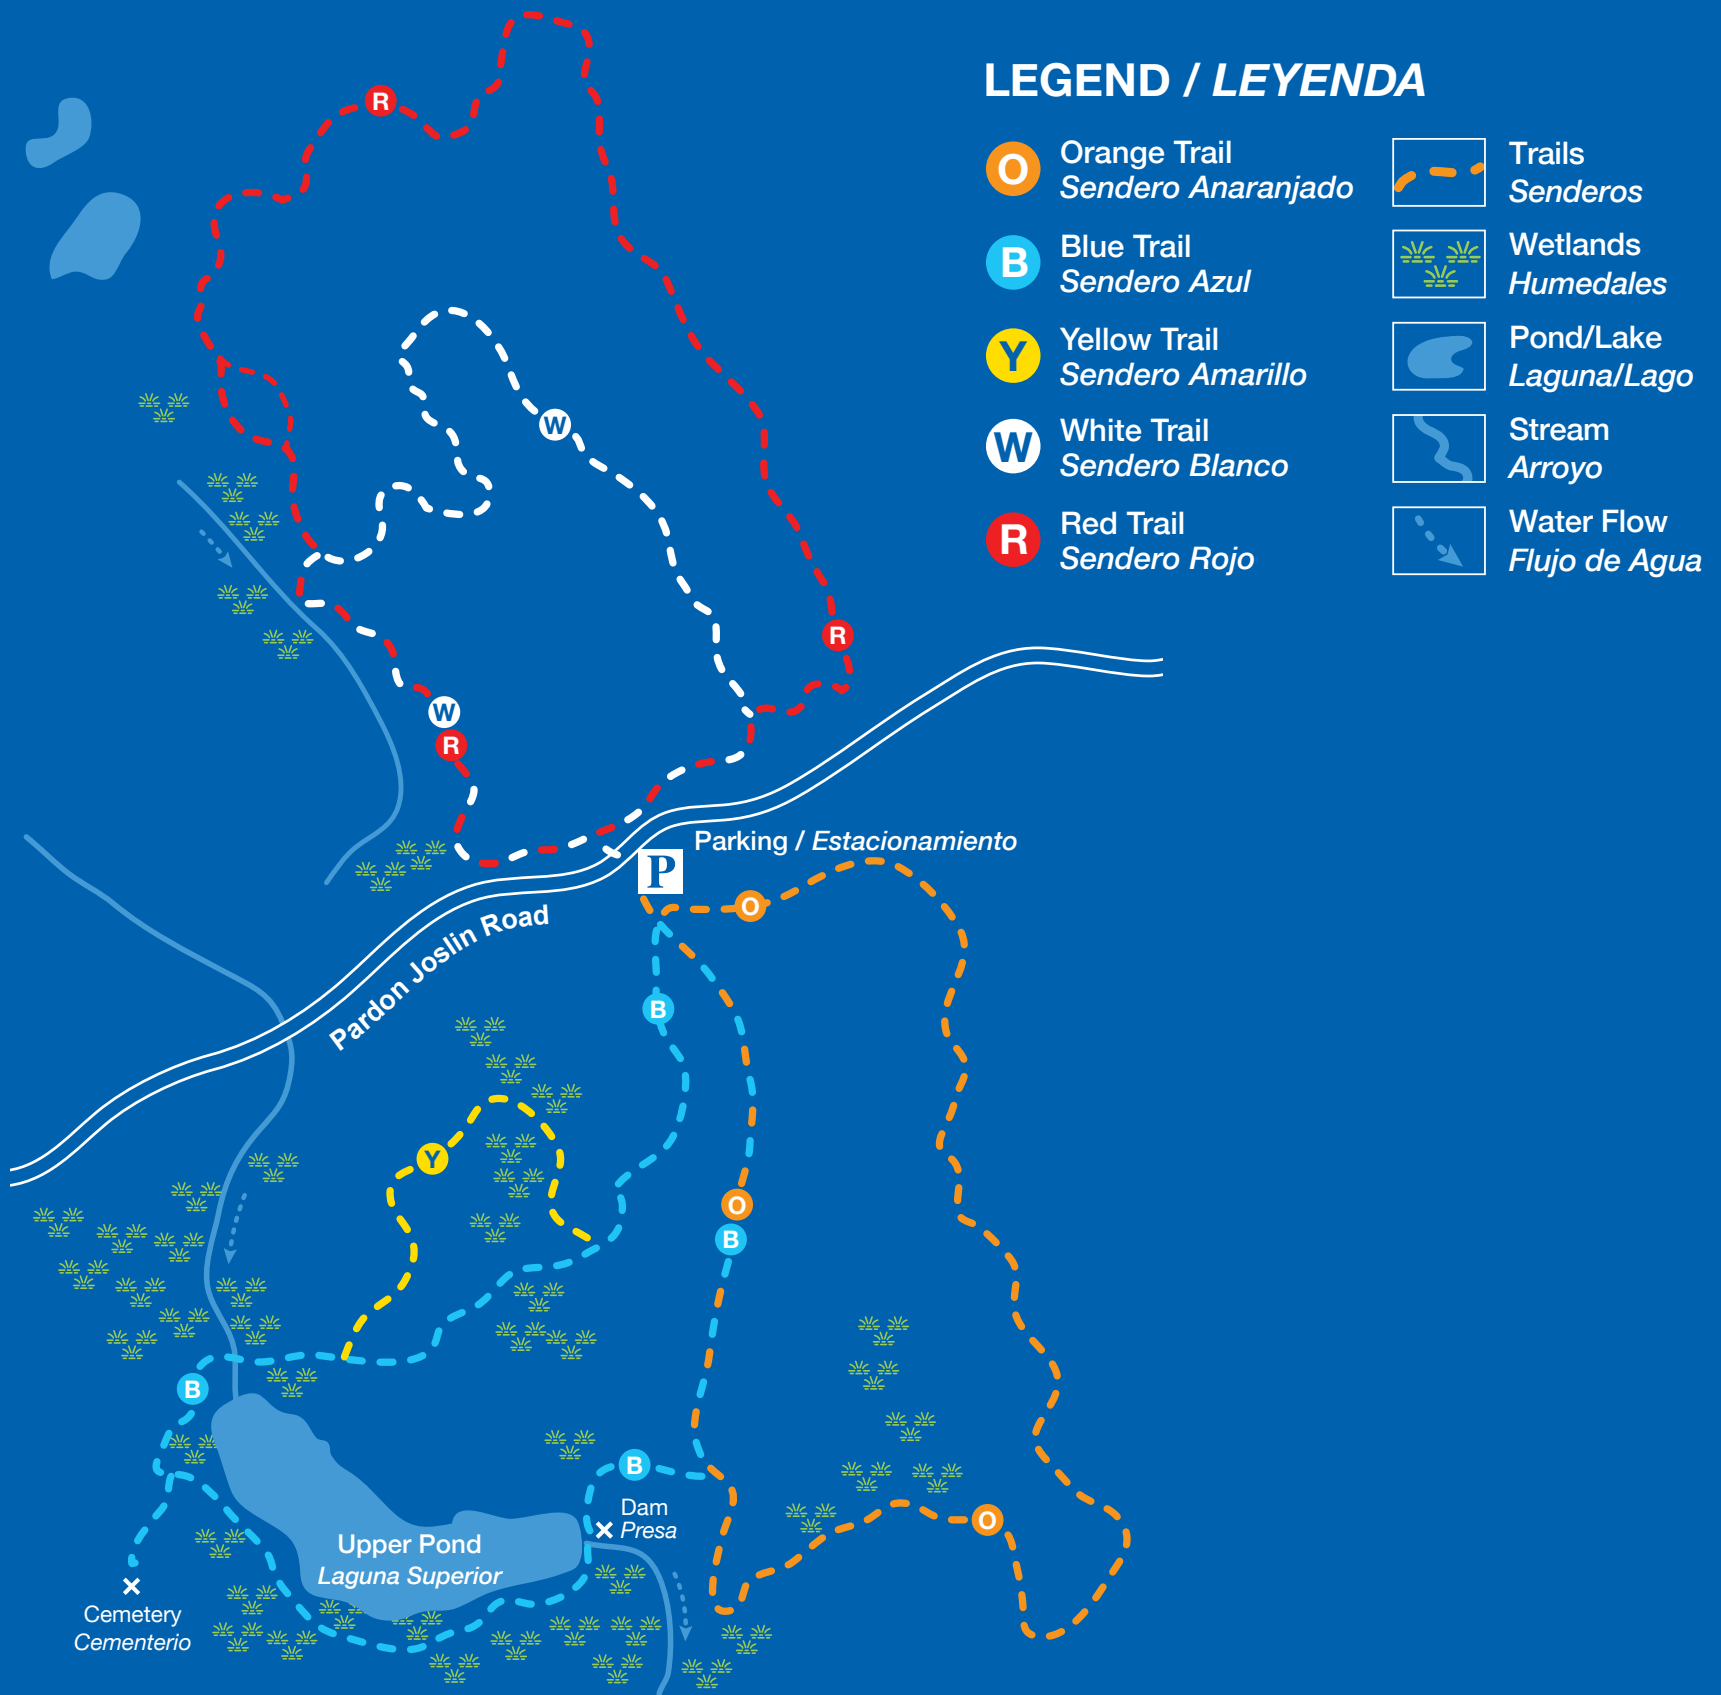 LEGEND / LEYENDA
O
Orange Trail
Sendero Anaranjado
B
Blue Trail
Sendero Azul
Y
Yellow Trail
Sendero Amarillo
W
White Trail
Sendero Blanco
R
Red Trail
Sendero Rojo
Trails
Senderos
Wetlands
Humedales
Pond/Lake
Laguna/Lago
Stream
Arroyo
Water Flow
Flujo de Agua
R
W
R
W
R
Parking / Estacionamiento
P
O
Pardon Joslin Road
B
Y
O
B
B
B
Dam
Presa
O
Upper Pond
Laguna Superior
Cemetery
Cementerio